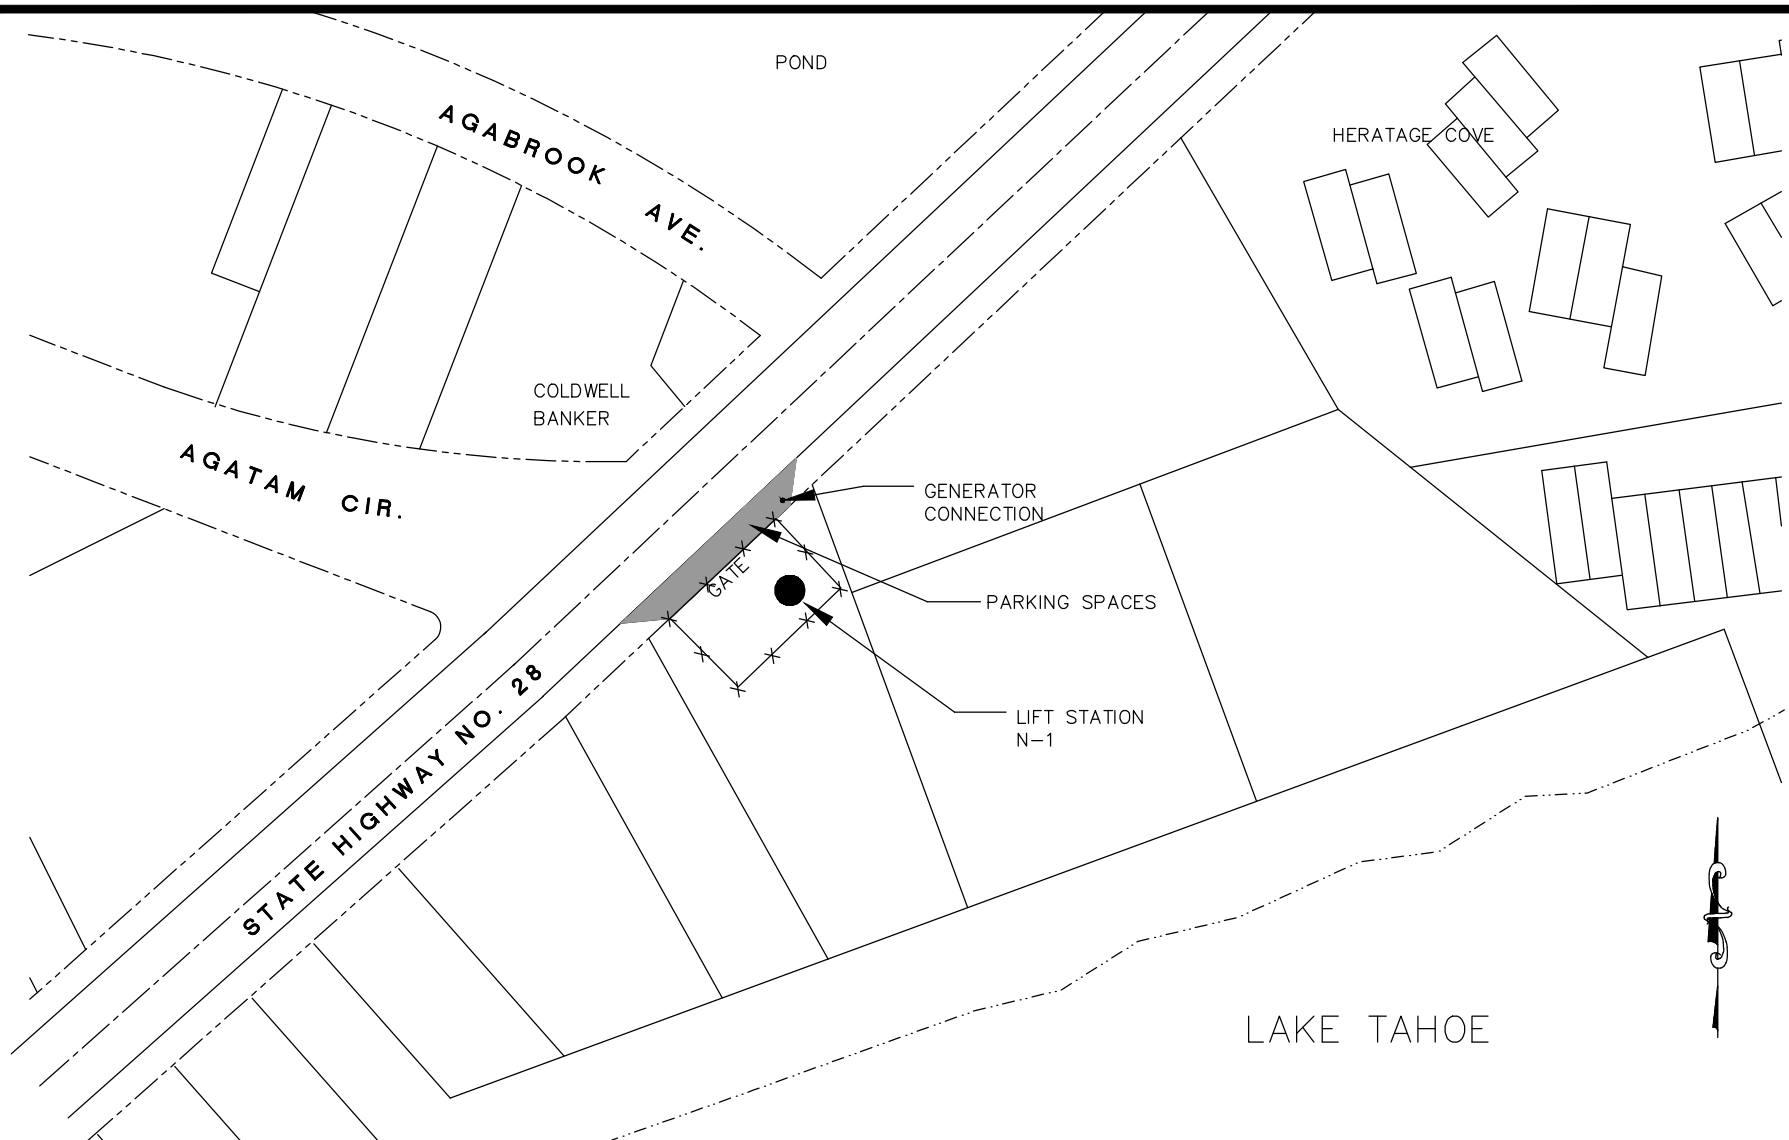 POND
AGABROOK AVE.
HERATAGE COVE
COLDWELL
BANKER
AGATAM CIR.
GENERATOR
CONNECTION
GATE
PARKING SPACES
LIFT STATION
N-1
STATE HIGHWAY NO. 28
LAKE TAHOE